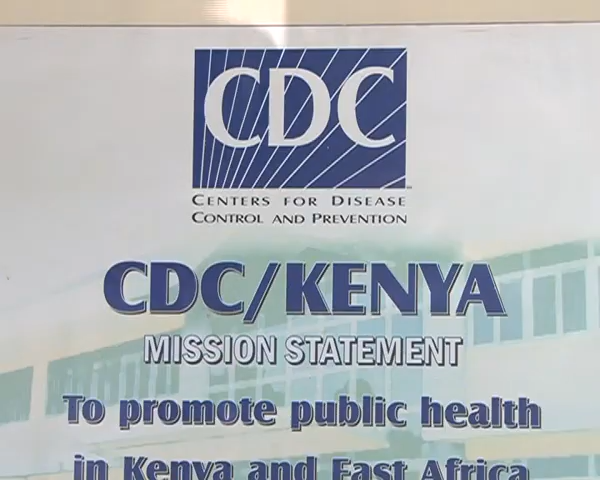 CDC
CENTERS FOR DISEASE
CONTROL AND PREVENTION
CDC/KENYA
MISSION STATEMENT
To promote public health
in Kenya and East Africa